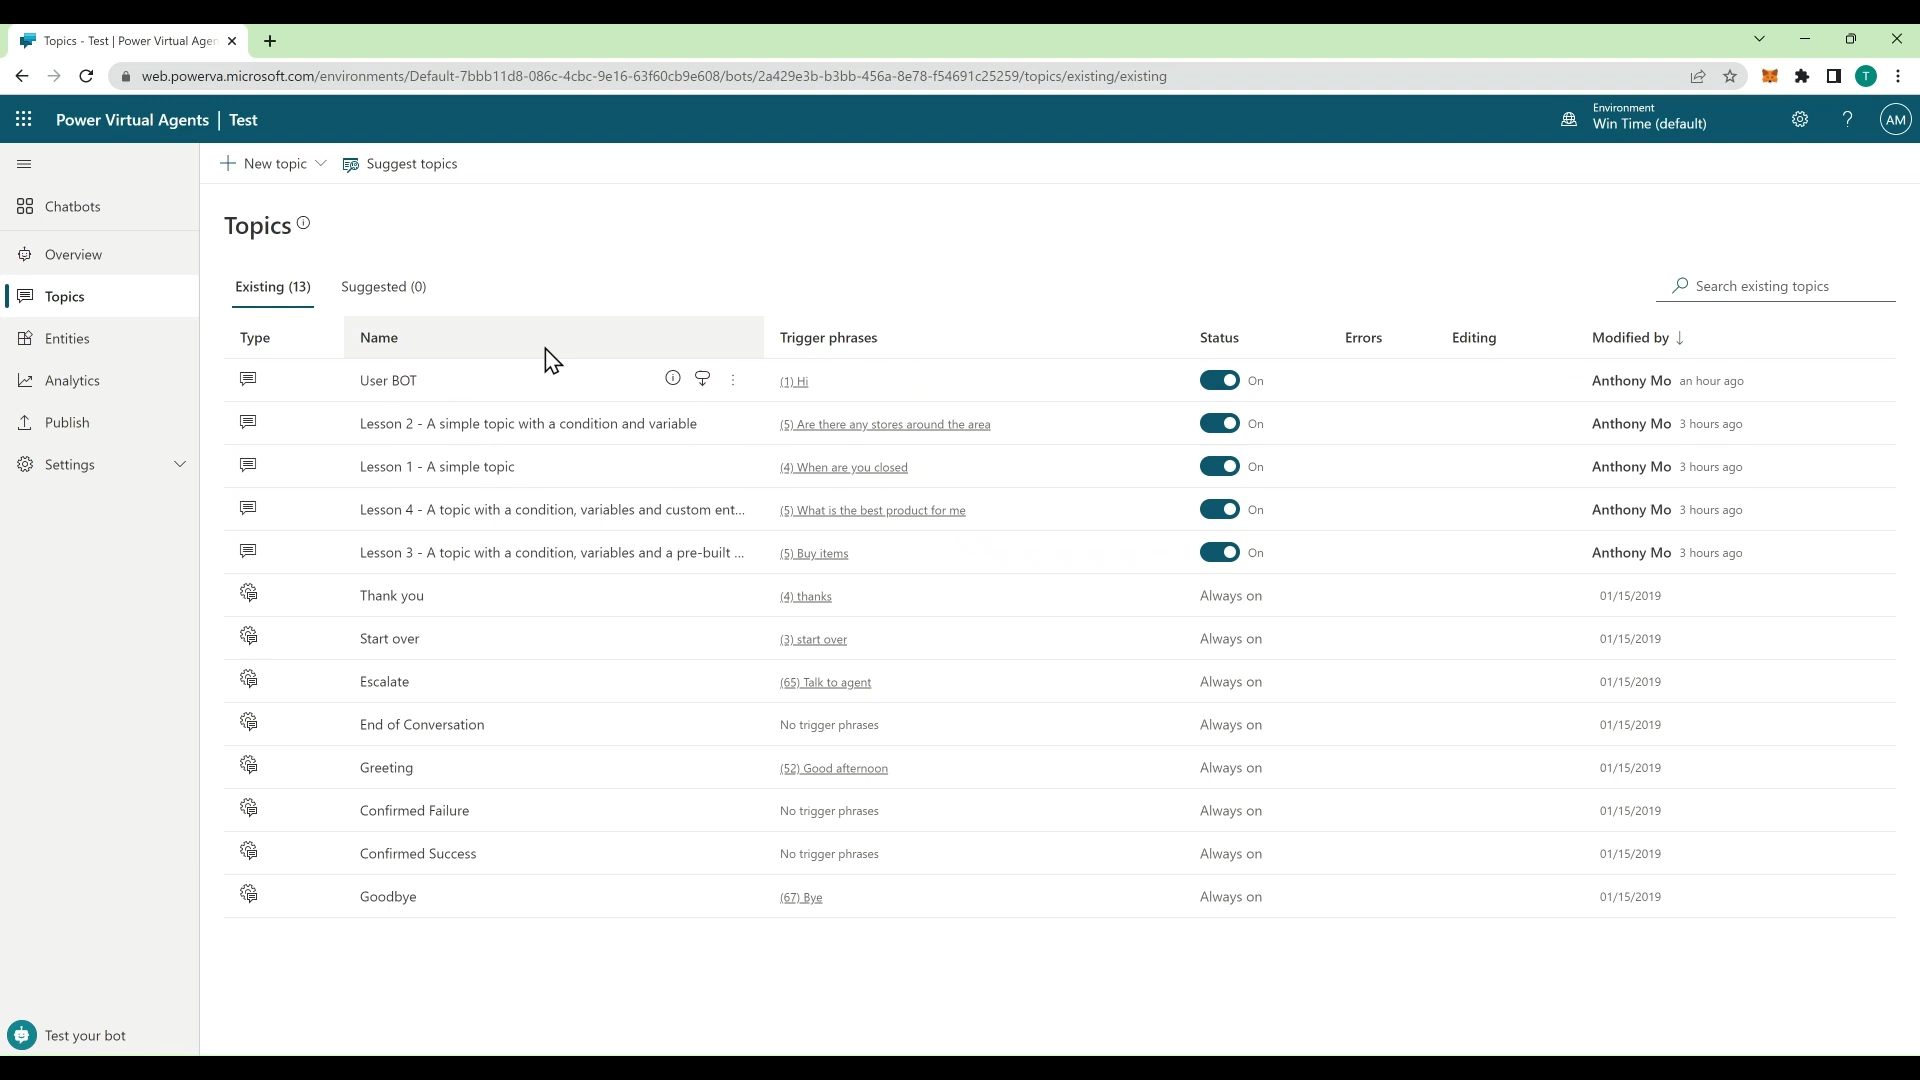 Topics - Test | Power Virtual Agen
web.powerva.microsoft.com/environments/Default-7bbb11d8-086c-4cbc-9e16-63f60cb9e608/bots/2a429e3b-b3bb-456a-8e78-f54691c25259/topics/existing/existing
T
Power Virtual Agents | Test
Environment
Win Time (default)
?
AM
New topic
Suggest topics
Chatbots
Overview
Topics
Entities
Analytics
Publish
Settings
Test your bot
Topics
Existing (13) Suggested (0)
Search existing topics
Type Name Trigger phrases Status Errors Editing Modified by ↓
User BOT (1) Hi On Anthony Mo an hour ago
Lesson 2 - A simple topic with a condition and variable (5) Are there any stores around the area On Anthony Mo 3 hours ago
Lesson 1 - A simple topic (4) When are you closed On Anthony Mo 3 hours ago
Lesson 4 - A topic with a condition, variables and custom ent... (5) What is the best product for me On Anthony Mo 3 hours ago
Lesson 3 - A topic with a condition, variables and a pre-built ... (5) Buy items On Anthony Mo 3 hours ago
Thank you (4) thanks Always on 01/15/2019
Start over (3) start over Always on 01/15/2019
Escalate (65) Talk to agent Always on 01/15/2019
End of Conversation No trigger phrases Always on 01/15/2019
Greeting (52) Good afternoon Always on 01/15/2019
Confirmed Failure No trigger phrases Always on 01/15/2019
Confirmed Success No trigger phrases Always on 01/15/2019
Goodbye (67) Bye Always on 01/15/2019